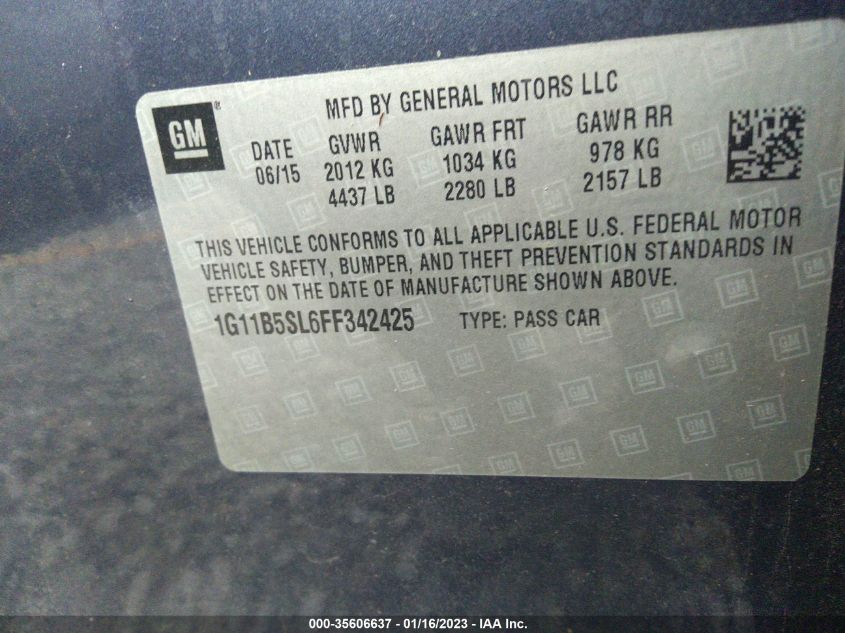 GM®
MFD BY GENERAL MOTORS LLC
DATE GVWR GAWR FRT GAWR RR
06/15 2012 KG 1034 KG 978 KG
4437 LB 2280 LB 2157 LB
THIS VEHICLE CONFORMS TO ALL APPLICABLE U.S. FEDERAL MOTOR
VEHICLE SAFETY, BUMPER, AND THEFT PREVENTION STANDARDS IN
EFFECT ON THE DATE OF MANUFACTURE SHOWN ABOVE.
1G11B5SL6FF342425 TYPE: PASS CAR
000-35606637 - 01/16/2023 - IAA Inc.